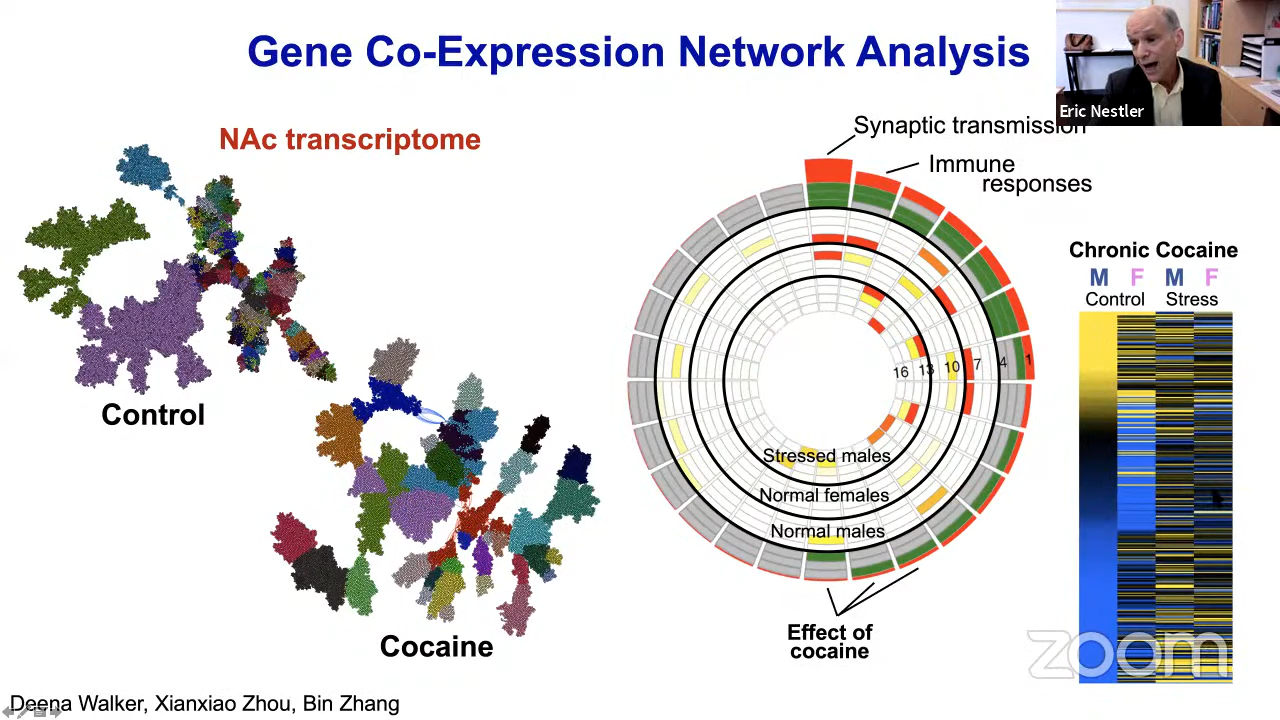 Gene Co-Expression Network Analysis
Eric Nestler
NAc transcriptome
Synaptic transmission
Immune
responses
Chronic Cocaine
M F M F
Control Stress
16 13 10 7 4 1
Control
Stressed males
Normal females
Normal males
Effect of
cocaine
Cocaine
zoom
Deena Walker, Xianxiao Zhou, Bin Zhang